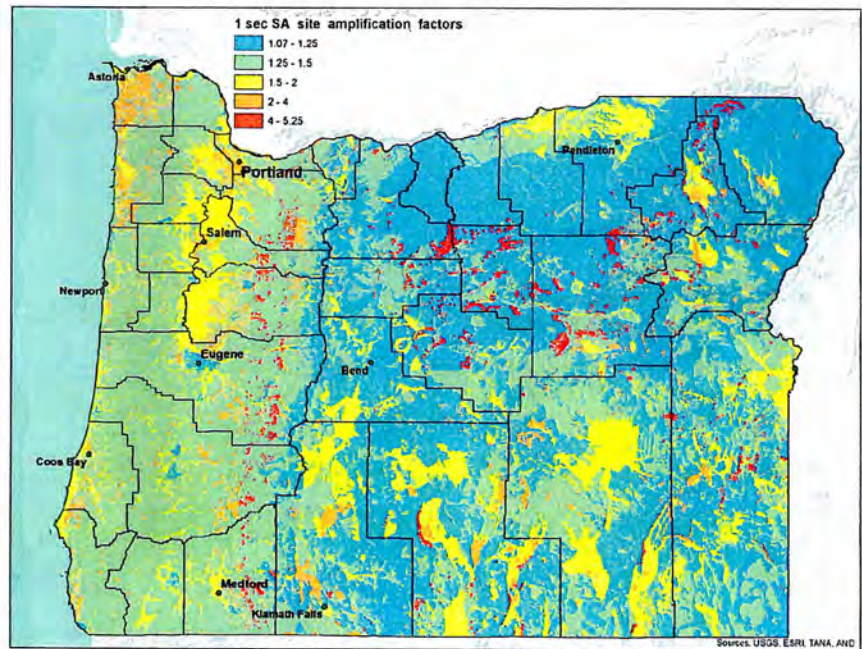 1 sec SA site amplification factors
1.07 - 1.25
1.25 - 1.5
1.5 - 2
2 - 4
4 - 5.25
Astoria
Pendleton
Portland
Salem
Newport
Eugene
Bend
Coos Bay
Medford
Klamath Falls
Sources: USGS, ESRI, TANA, AND